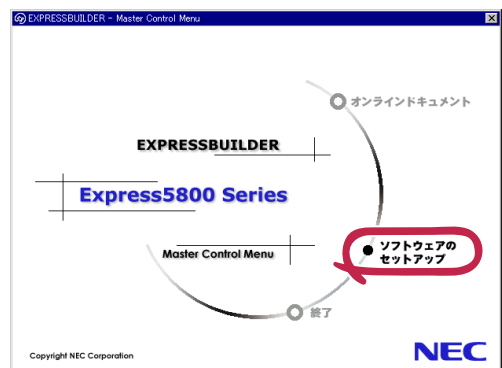 EXPRESSBUILDER - Master Control Menu
オンラインドキュメント
EXPRESSBUILDER
Express5800 Series
ソフトウェアの
セットアップ
Master Control Menu
終了
Copyright NEC Corporation
NEC